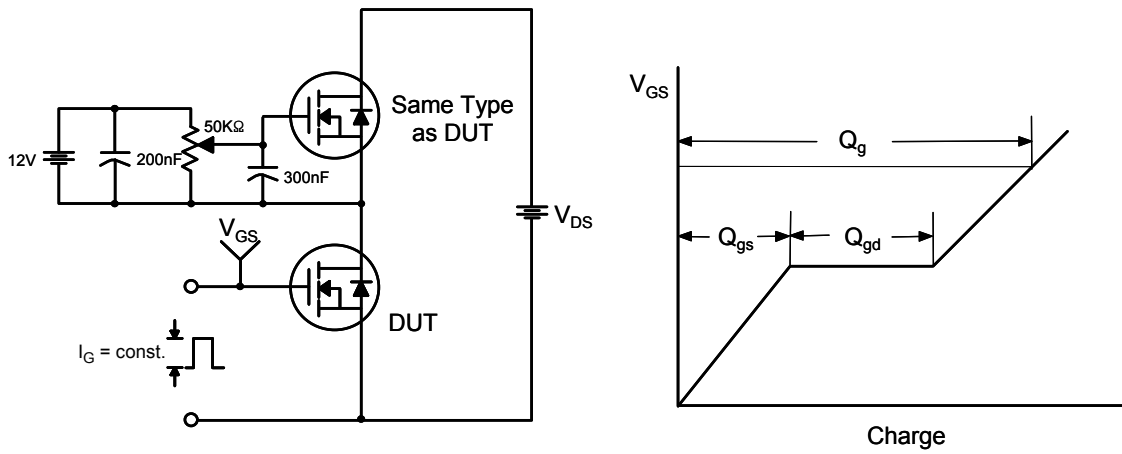 12V
200nF
50KΩ
300nF
Same Type
as DUT
V_GS
DUT
I_G = const.
V_DS
V_GS
Q_g
Q_gs
Q_gd
Charge